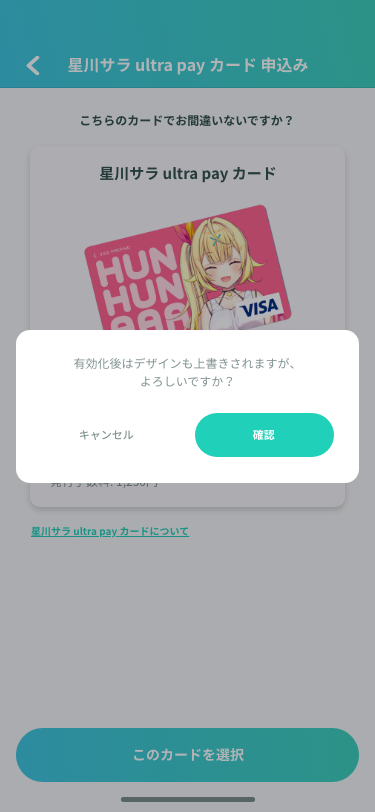 星川サラ ultra pay カード 申込み
こちらのカードでお間違いないですか？
星川サラ ultra pay カード
HUN
HUN
AAA
VISA
有効化後はデザインも上書きされますが、
よろしいですか？
キャンセル
確認
発行手数料: 1,250円
星川サラ ultra pay カードについて
このカードを選択